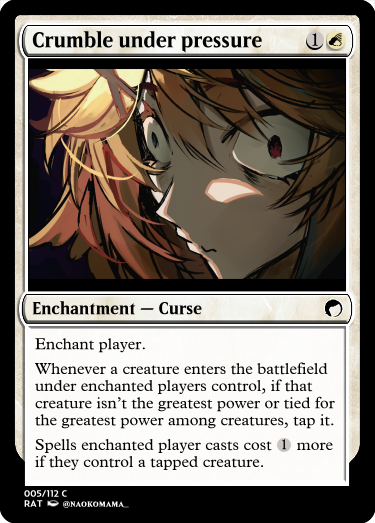 Crumble under pressure 1
Enchantment — Curse
Enchant player.
Whenever a creature enters the battlefield
under enchanted players control, if that
creature isn't the greatest power or tied for
the greatest power among creatures, tap it.
Spells enchanted player casts cost 1 more
if they control a tapped creature.
005/112 C
RAT @NAOKOMAMA_